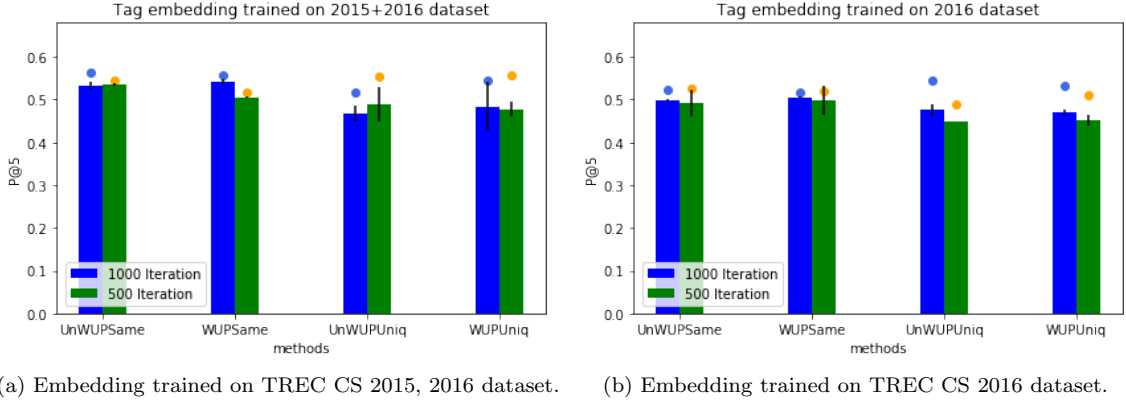 Tag embedding trained on 2015+2016 dataset
0.6
0.5
0.4
0.3
0.2
0.1
0.0
P@5
1000 Iteration
500 Iteration
UnWUPSame WUPSame UnWUPUniq WUPUniq
methods
(a) Embedding trained on TREC CS 2015, 2016 dataset.
Tag embedding trained on 2016 dataset
0.6
0.5
0.4
0.3
0.2
0.1
0.0
P@5
1000 Iteration
500 Iteration
UnWUPSame WUPSame UnWUPUniq WUPUniq
methods
(b) Embedding trained on TREC CS 2016 dataset.